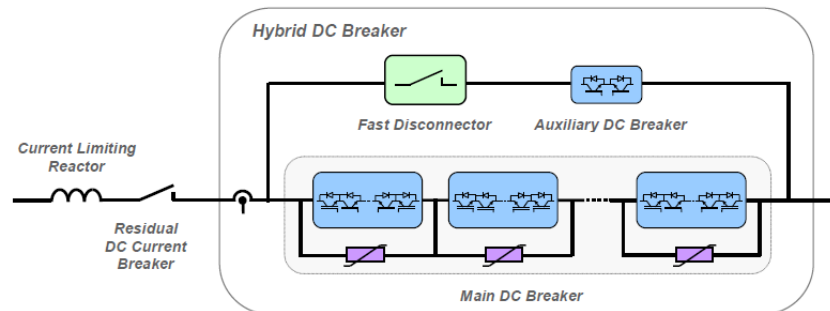 Hybrid DC Breaker
Fast Disconnector
Auxiliary DC Breaker
Current Limiting
Reactor
Residual
DC Current
Breaker
Main DC Breaker